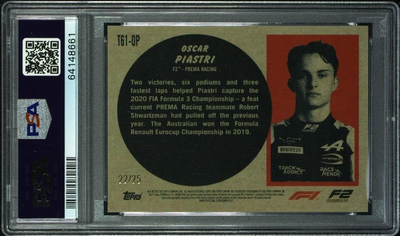 64148661
PSA
T61-OP
OSCAR
PIASTRI
F2™ - PREMA RACING
Two victories, six podiums and three
fastest laps helped Piastri capture the
2020 FIA Formula 3 Championship – a
feat current PREMA Racing teammate Robert
Shwartzman had pulled off the previous
year. The Australian won the Formula
Renault Eurocup Championship in 2019.
22/25
Topps
F1
F2